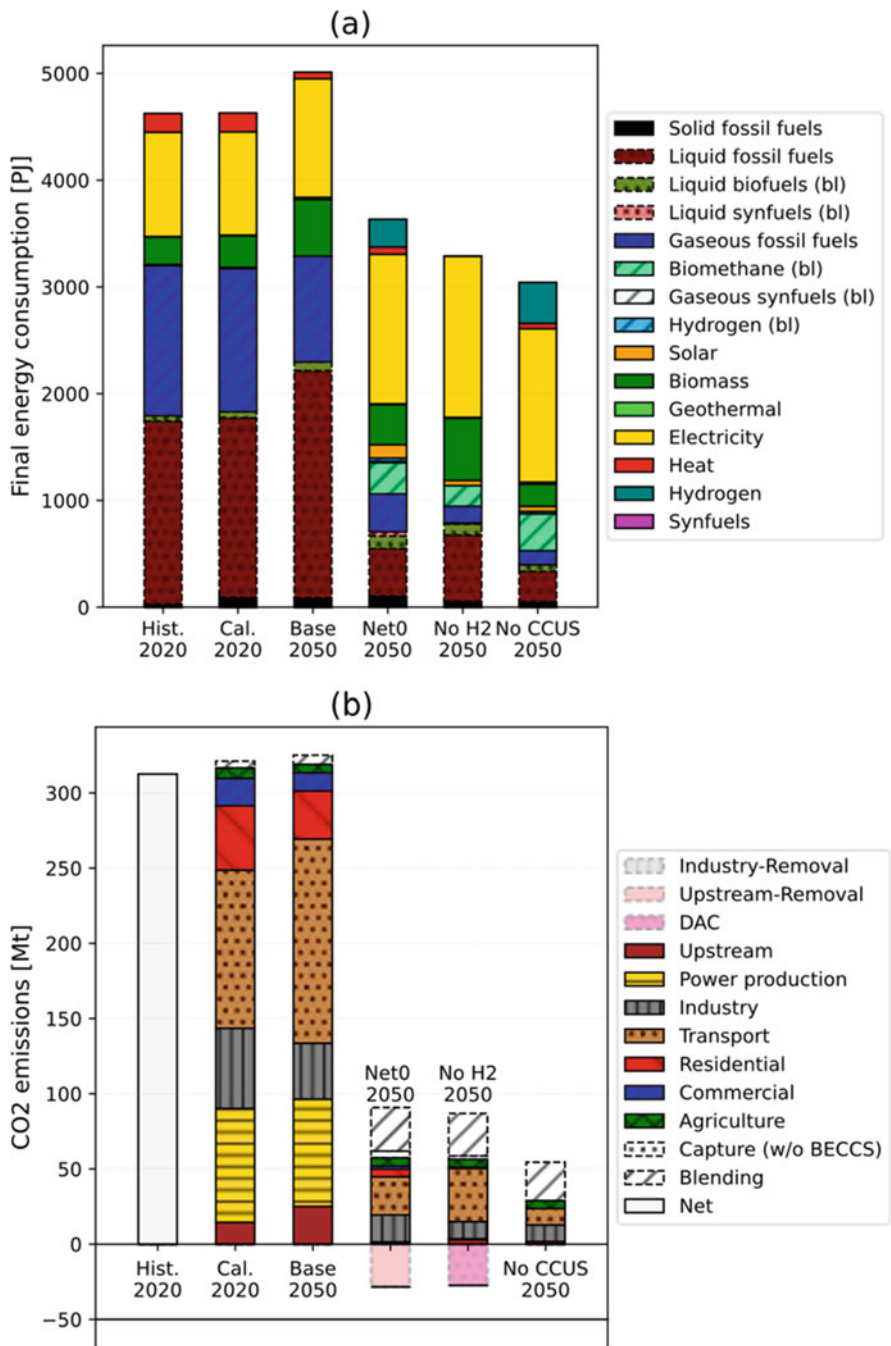 (a)
Final energy consumption [PJ]
5000
4000
3000
2000
1000
0
Hist.
2020
Cal.
2020
Base
2050
Net0
2050
No H2
2050
No CCUS
2050
Solid fossil fuels
Liquid fossil fuels
Liquid biofuels (bl)
Liquid synfuels (bl)
Gaseous fossil fuels
Biomethane (bl)
Gaseous synfuels (bl)
Hydrogen (bl)
Solar
Biomass
Geothermal
Electricity
Heat
Hydrogen
Synfuels
(b)
CO2 emissions [Mt]
300
250
200
150
100
50
0
−50
Net0
2050
No H2
2050
Hist.
2020
Cal.
2020
Base
2050
No CCUS
2050
Industry-Removal
Upstream-Removal
DAC
Upstream
Power production
Industry
Transport
Residential
Commercial
Agriculture
Capture (w/o BECCS)
Blending
Net